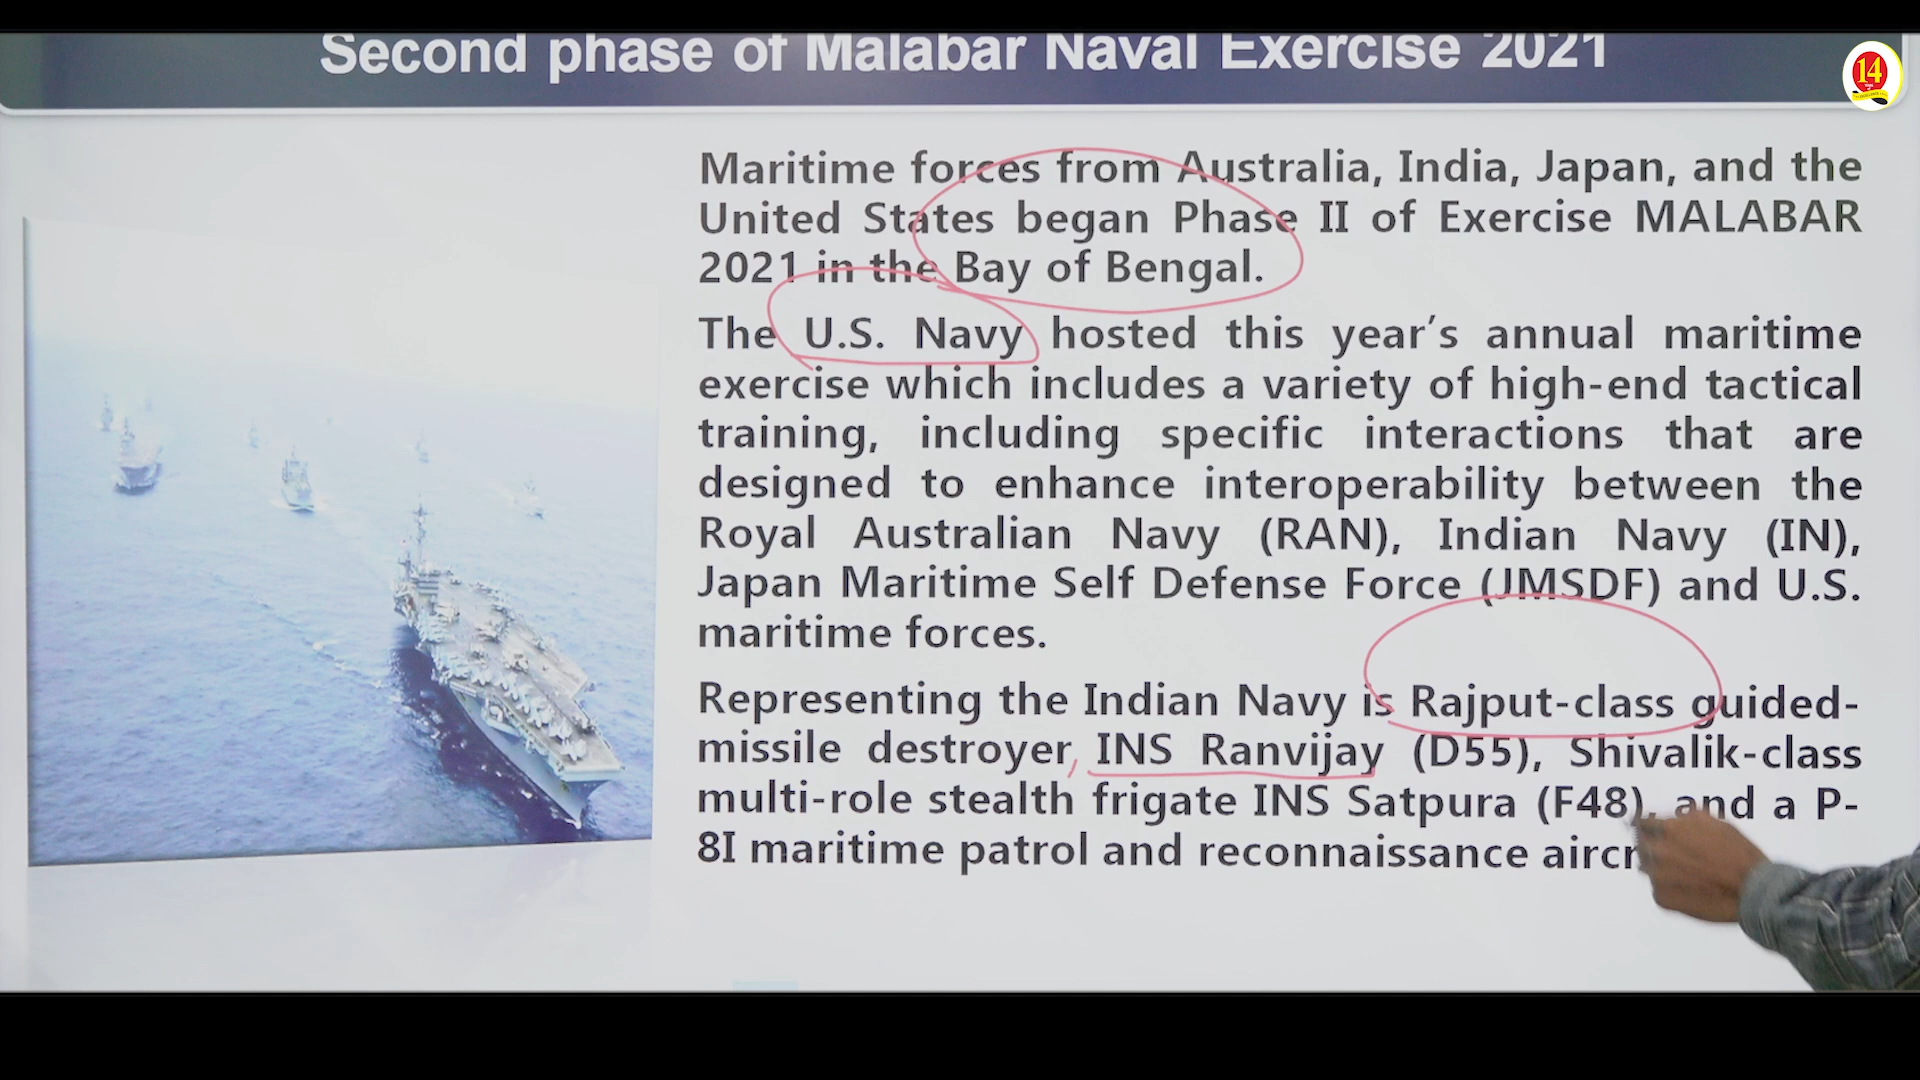 Second phase of Malabar Naval Exercise 2021
14
Maritime forces from Australia, India, Japan, and the
United States began Phase II of Exercise MALABAR
2021 in the Bay of Bengal.
The U.S. Navy hosted this year's annual maritime
exercise which includes a variety of high-end tactical
training, including specific interactions that are
designed to enhance interoperability between the
Royal Australian Navy (RAN), Indian Navy (IN),
Japan Maritime Self Defense Force (JMSDF) and U.S.
maritime forces.
Representing the Indian Navy is Rajput-class guided-
missile destroyer, INS Ranvijay (D55), Shivalik-class
multi-role stealth frigate INS Satpura (F48), and a P-
8I maritime patrol and reconnaissance